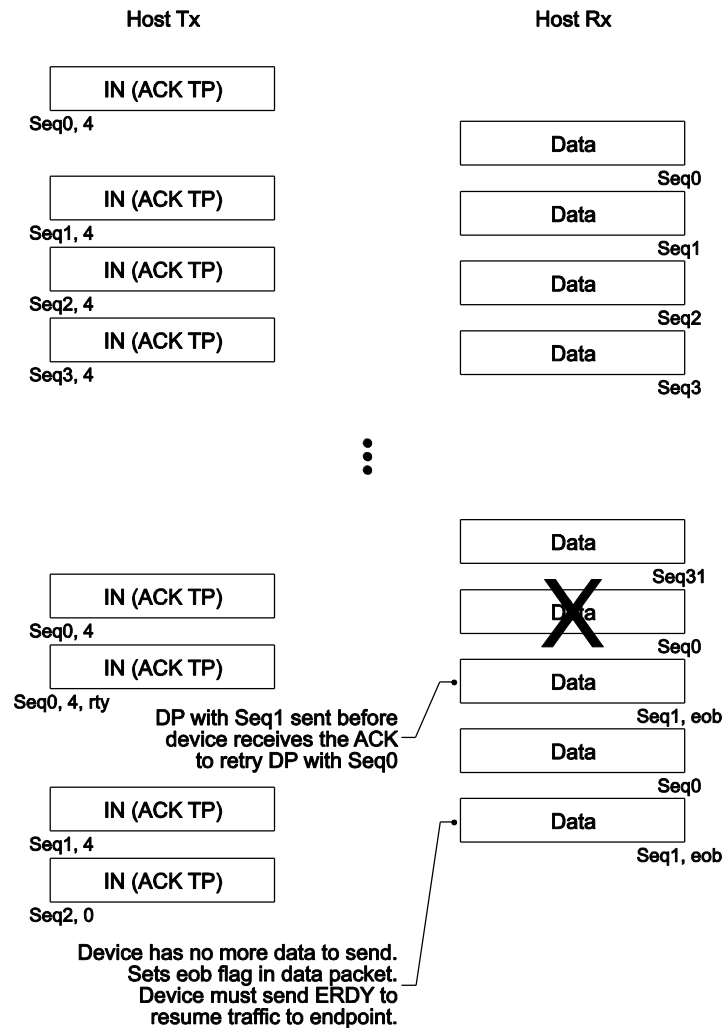 Host Tx
Host Rx
IN (ACK TP)
Seq0, 4
Data
Seq0
IN (ACK TP)
Seq1, 4
Data
Seq1
IN (ACK TP)
Seq2, 4
Data
Seq2
IN (ACK TP)
Seq3, 4
Data
Seq3
Data
Seq31
IN (ACK TP)
Seq0, 4
Data
Seq0
IN (ACK TP)
Seq0, 4, rty
Data
Seq1, eob
DP with Seq1 sent before
device receives the ACK
to retry DP with Seq0
Data
Seq0
IN (ACK TP)
Seq1, 4
Data
Seq1, eob
IN (ACK TP)
Seq2, 0
Device has no more data to send.
Sets eob flag in data packet.
Device must send ERDY to
resume traffic to endpoint.